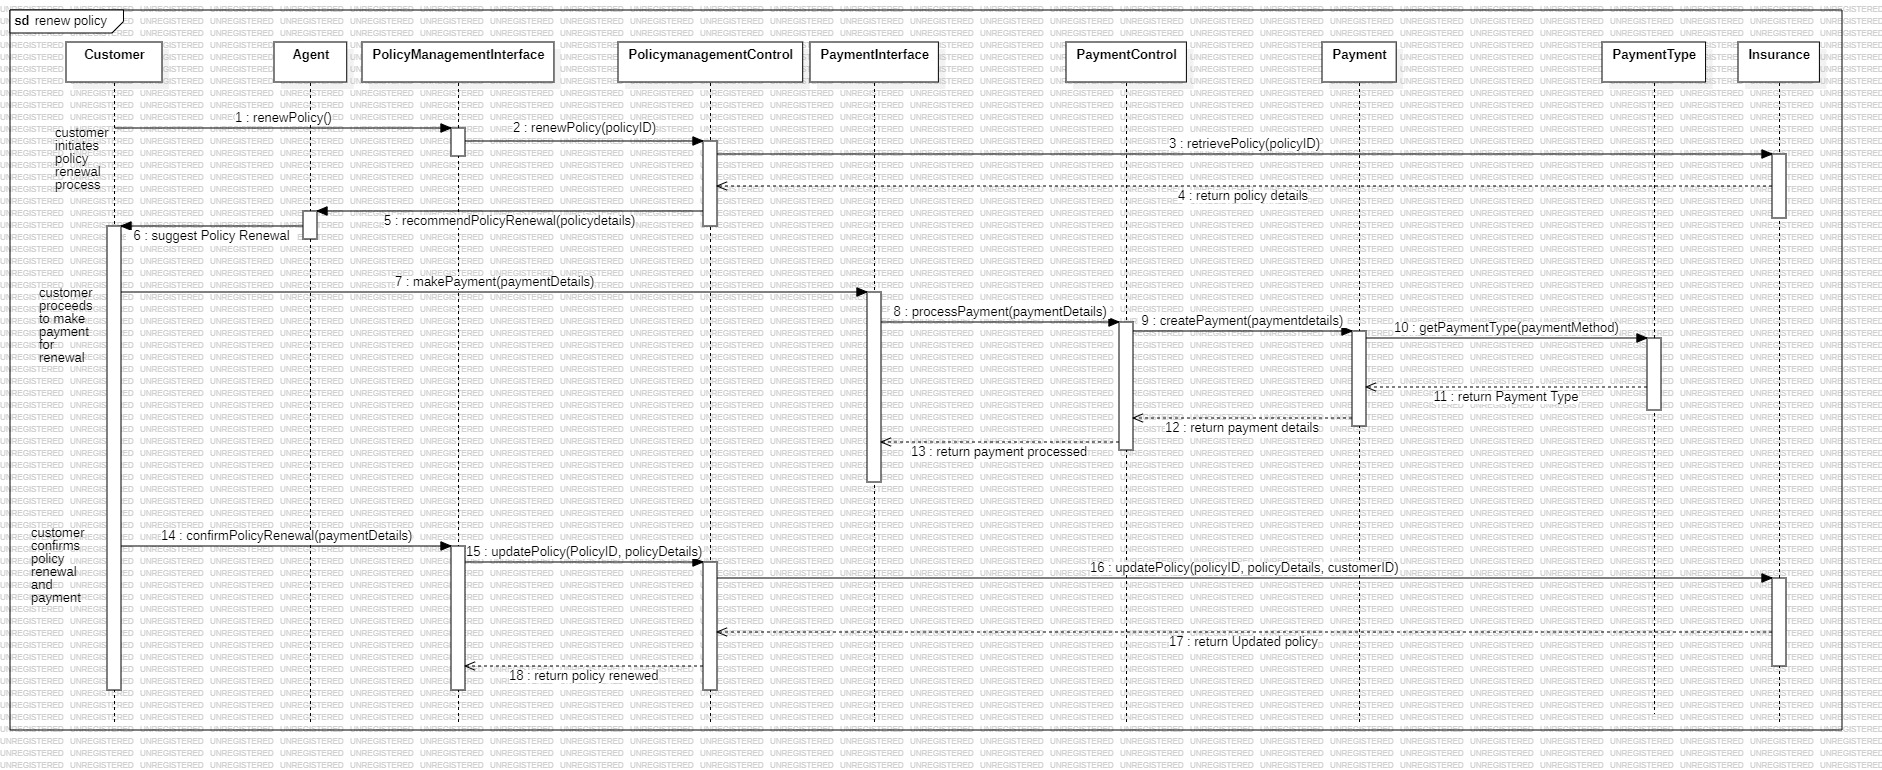 sd renew policy
Customer
Agent
PolicyManagementInterface
PolicymanagementControl
PaymentInterface
PaymentControl
Payment
PaymentType
Insurance
1 : renewPolicy()
2 : renewPolicy(policyID)
3 : retrievePolicy(policyID)
customer
initiates
policy
renewal
process
4 : return policy details
5 : recommendPolicyRenewal(policydetails)
6 : suggest Policy Renewal
7 : makePayment(paymentDetails)
customer
proceeds
to make
payment
for
renewal
8 : processPayment(paymentDetails)
9 : createPayment(paymentdetails)
10 : getPaymentType(paymentMethod)
11 : return Payment Type
12 : return payment details
13 : return payment processed
customer
confirms
policy
renewal
and
payment
14 : confirmPolicyRenewal(paymentDetails)
15 : updatePolicy(PolicyID, policyDetails)
16 : updatePolicy(policyID, policyDetails, customerID)
17 : return Updated policy
18 : return policy renewed
UNREGISTERED